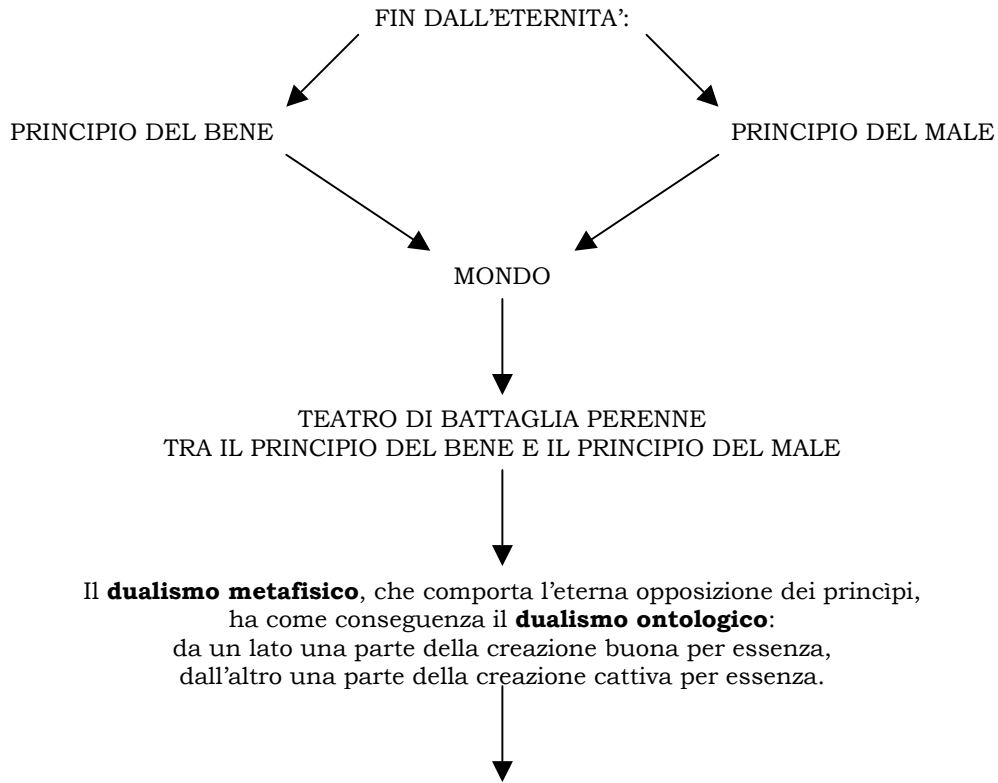 FIN DALL'ETERNITA':
PRINCIPIO DEL BENE
PRINCIPIO DEL MALE
MONDO
TEATRO DI BATTAGLIA PERENNE
TRA IL PRINCIPIO DEL BENE E IL PRINCIPIO DEL MALE
Il dualismo metafisico, che comporta l'eterna opposizione dei princìpi,
ha come conseguenza il dualismo ontologico:
da un lato una parte della creazione buona per essenza,
dall'altro una parte della creazione cattiva per essenza.